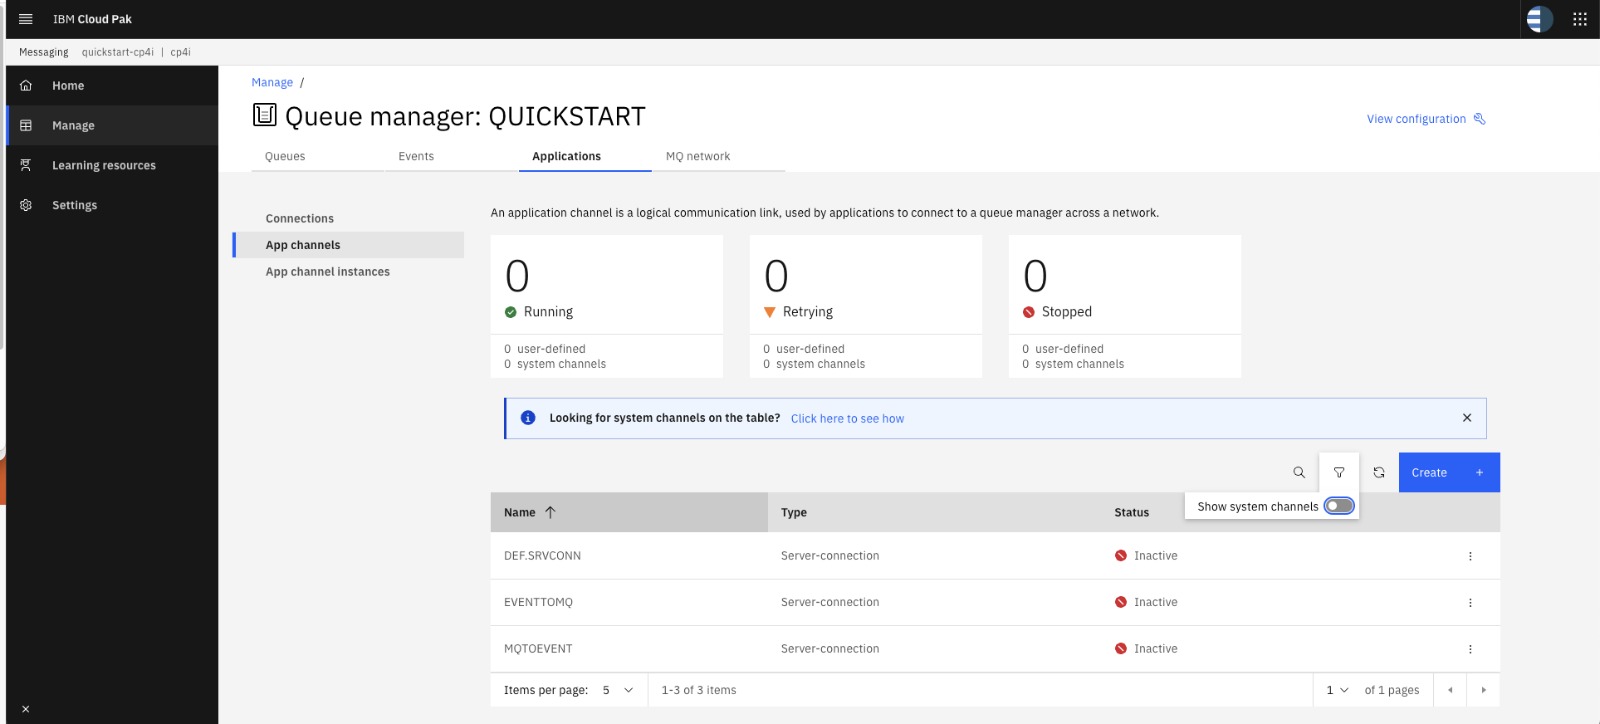 IBM Cloud Pak
Messaging quickstart-cp4i | cp4i
Home
Manage
Learning resources
Settings
Manage /
Queue manager: QUICKSTART
View configuration
Queues Events Applications MQ network
Connections
App channels
App channel instances
An application channel is a logical communication link, used by applications to connect to a queue manager across a network.
0
Running
0 user-defined
0 system channels
0
Retrying
0 user-defined
0 system channels
0
Stopped
0 user-defined
0 system channels
Looking for system channels on the table? Click here to see how
Create +
Show system channels
Name Type Status
DEF.SRVCONN Server-connection Inactive
EVENTTOMQ Server-connection Inactive
MQTOEVENT Server-connection Inactive
Items per page: 5 1-3 of 3 items 1 of 1 pages